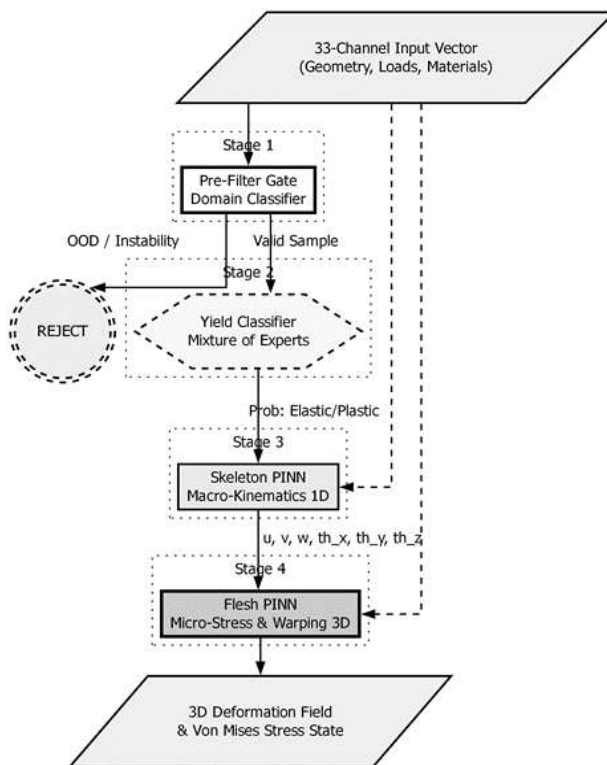 33-Channel Input Vector
(Geometry, Loads, Materials)
Stage 1
Pre-Filter Gate
Domain Classifier
OOD / Instability
Valid Sample
Stage 2
REJECT
Yield Classifier
Mixture of Experts
Prob: Elastic/Plastic
Stage 3
Skeleton PINN
Macro-Kinematics 1D
u, v, w, th_x, th_y, th_z
Stage 4
Flesh PINN
Micro-Stress & Warping 3D
3D Deformation Field
& Von Mises Stress State